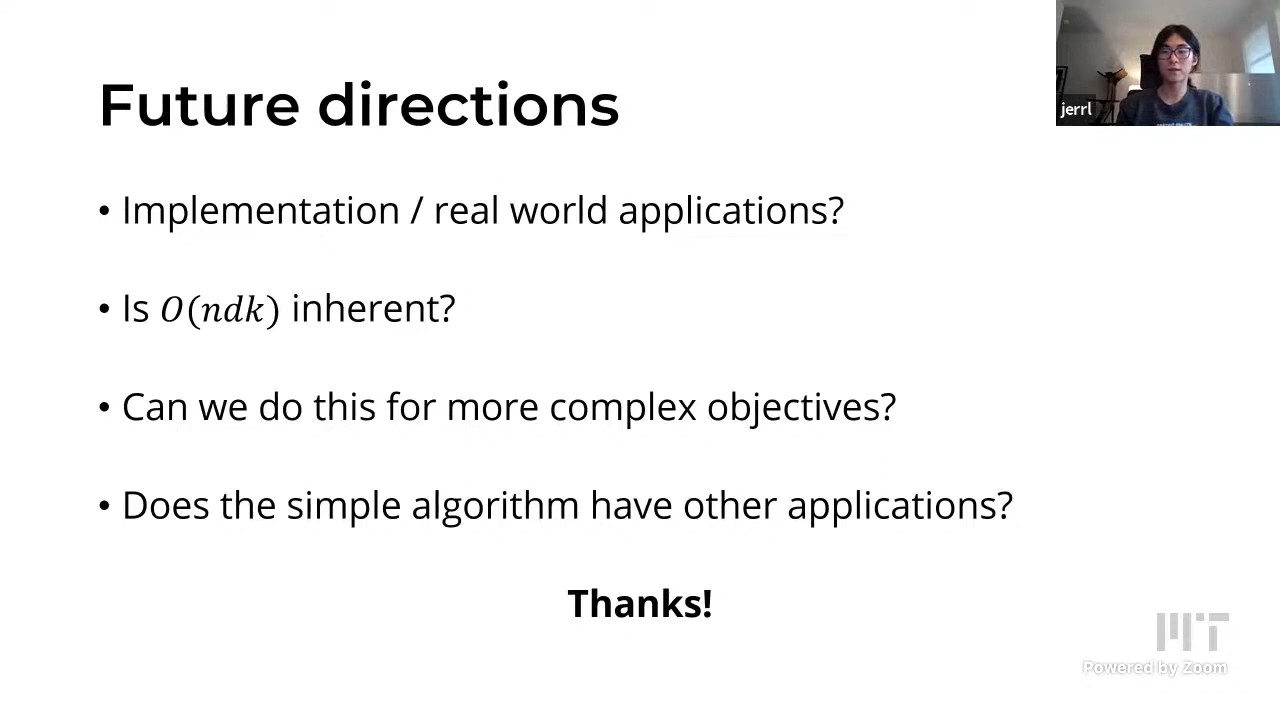 Future directions
jerrl
• Implementation / real world applications?
• Is O(ndk) inherent?
• Can we do this for more complex objectives?
• Does the simple algorithm have other applications?
Thanks!
MIT
Powered by Zoom